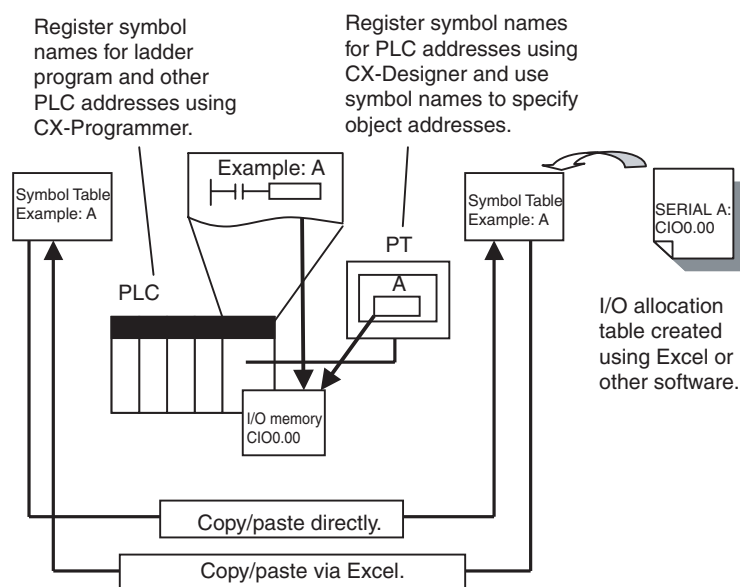 Register symbol
names for ladder
program and other
PLC addresses using
CX-Programmer.
Register symbol names
for PLC addresses using
CX-Designer and use
symbol names to specify
object addresses.
Example: A
Symbol Table
Example: A
Symbol Table
Example: A
SERIAL A:
CIO0.00
PT
A
PLC
I/O allocation
table created
using Excel or
other software.
I/O memory
CIO0.00
Copy/paste directly.
Copy/paste via Excel.